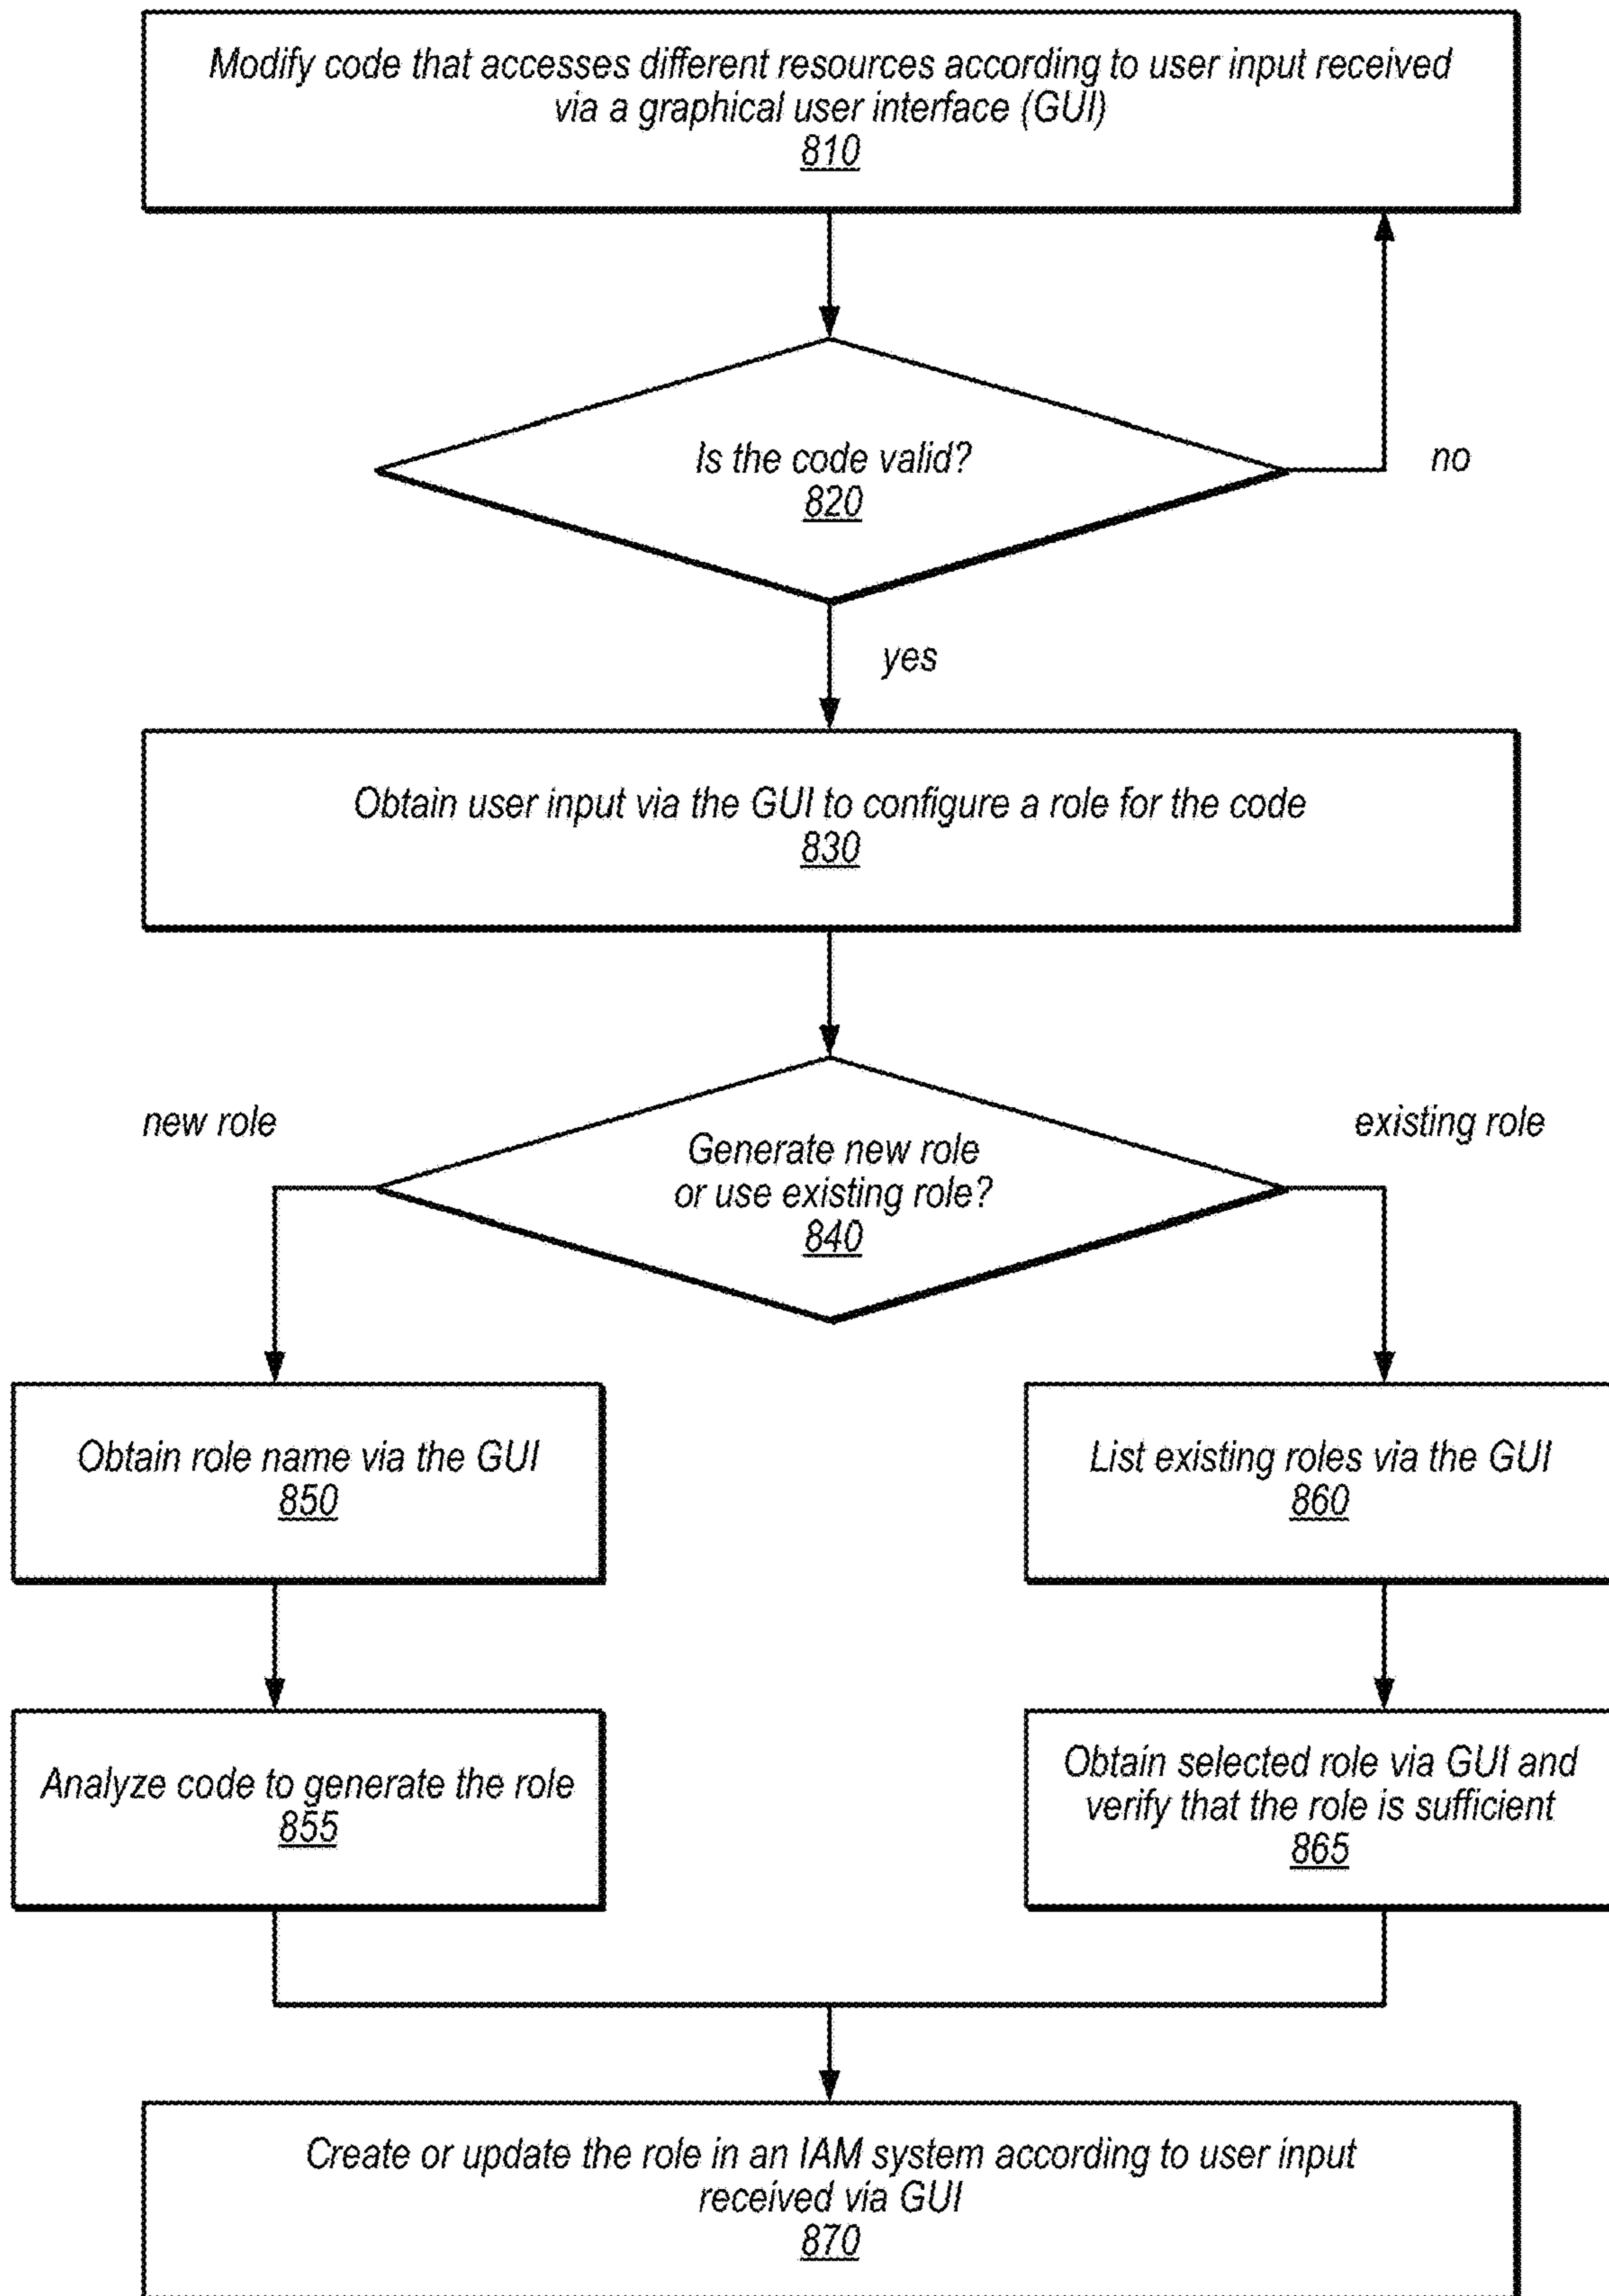 Modify code that accesses different resources according to user input received
via a graphical user interface (GUI)
810
Is the code valid?
820
no
yes
Obtain user input via the GUI to configure a role for the code
830
new role
existing role
Generate new role
or use existing role?
840
Obtain role name via the GUI
850
List existing roles via the GUI
860
Analyze code to generate the role
855
Obtain selected role via GUI and
verify that the role is sufficient
865
Create or update the role in an IAM system according to user input
received via GUI
870